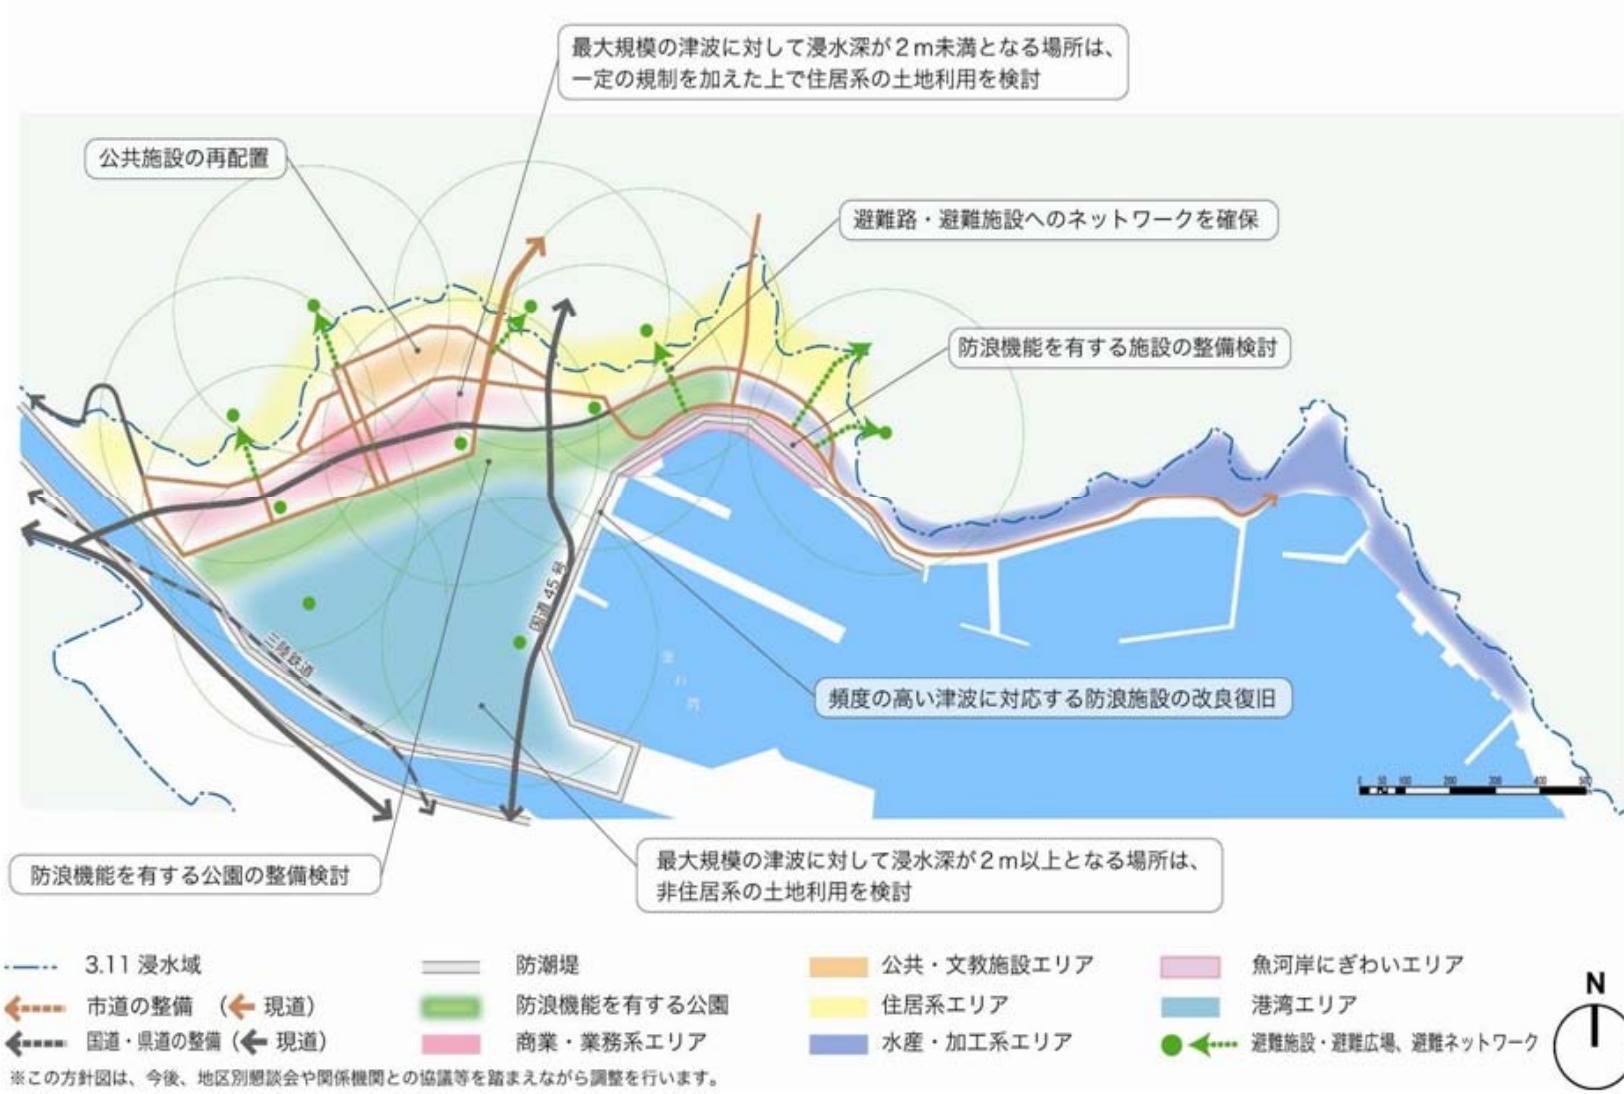 最大規模の津波に対して浸水深が２ｍ未満となる場所は、
一定の規制を加えた上で住居系の土地利用を検討
公共施設の再配置
避難路・避難施設へのネットワークを確保
防浪機能を有する施設の整備検討
国道 45 号
三陸鉄道
頻度の高い津波に対応する防浪施設の改良復旧
0 50 100 200 300 400 500
防浪機能を有する公園の整備検討
最大規模の津波に対して浸水深が２ｍ以上となる場所は、
非住居系の土地利用を検討
3.11 浸水域
防潮堤
公共・文教施設エリア
魚河岸にぎわいエリア
市道の整備 （ 現道）
防浪機能を有する公園
住居系エリア
港湾エリア
国道・県道の整備（ 現道）
商業・業務系エリア
水産・加工系エリア
避難施設・避難広場、避難ネットワーク
N
※この方針図は、今後、地区別懇談会や関係機関との協議等を踏まえながら調整を行います。